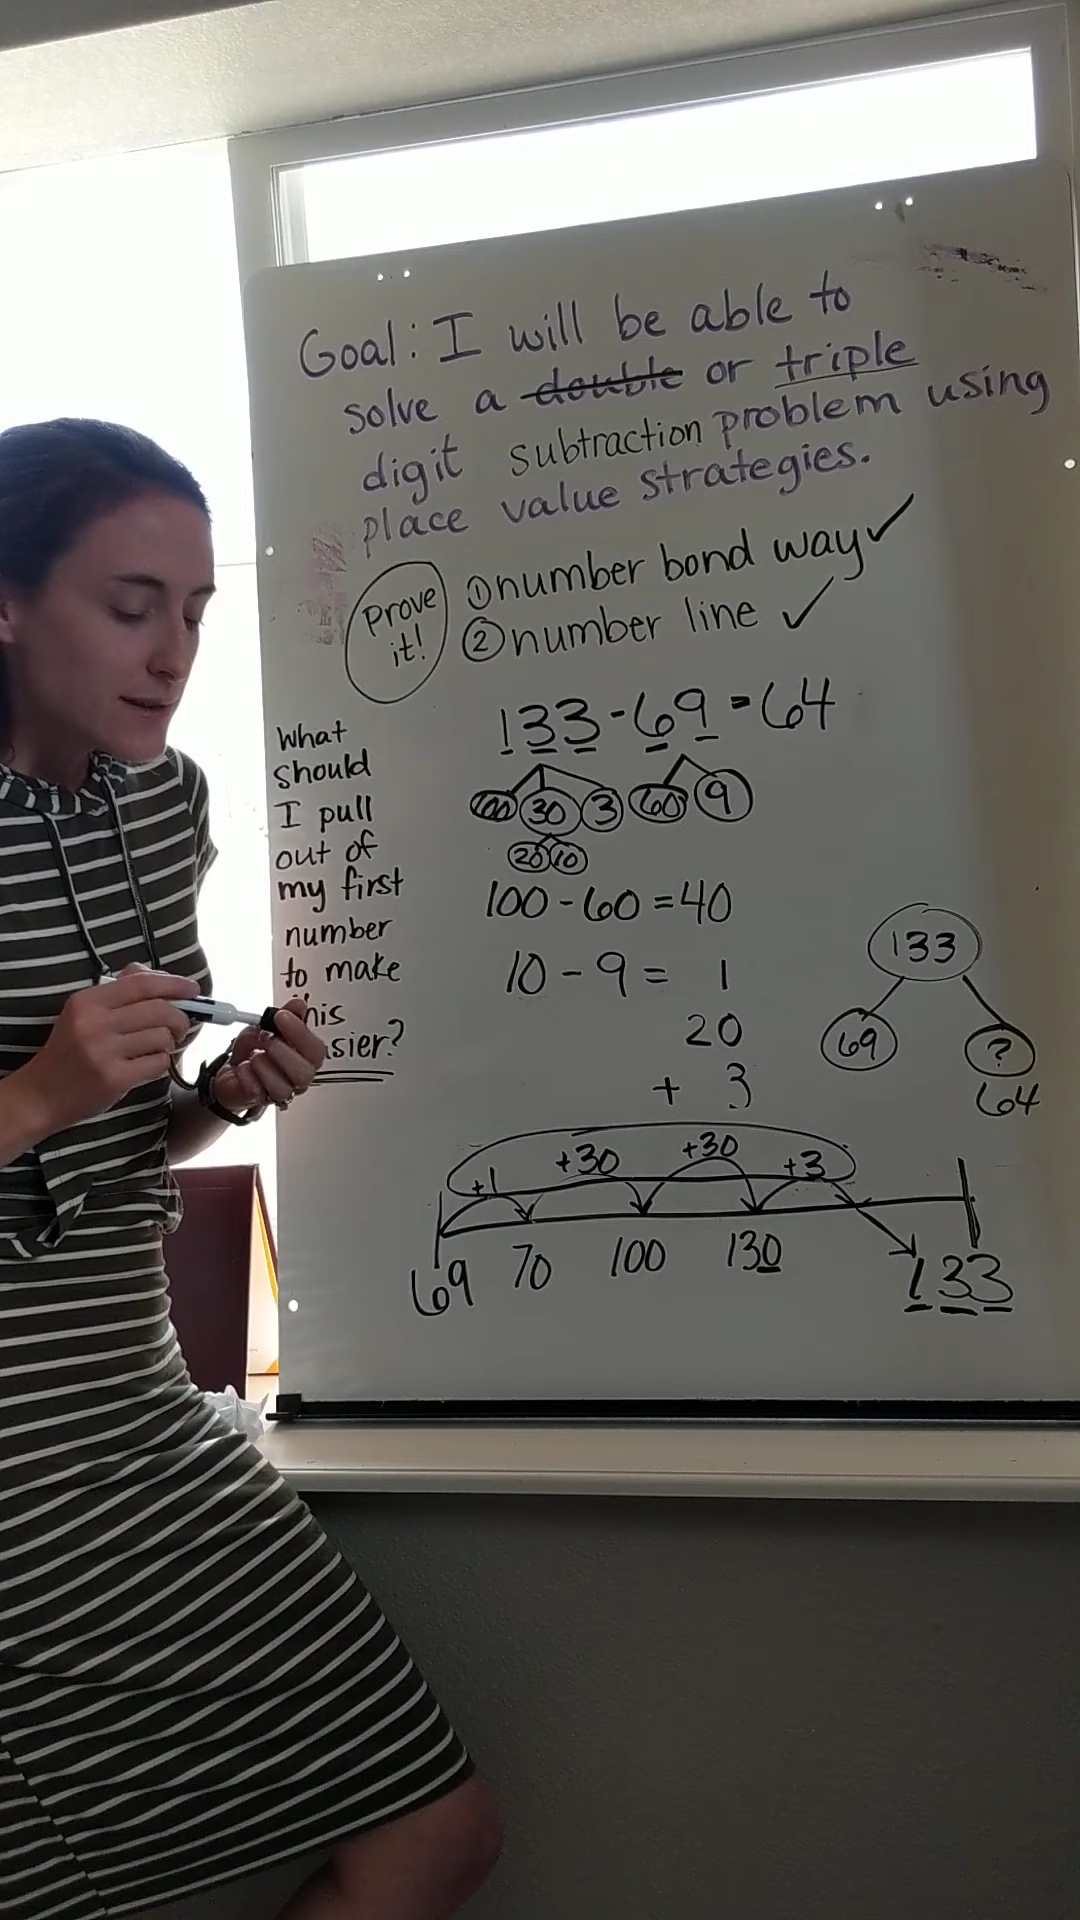 Goal: I will be able to
solve a double or triple
digit subtraction problem using
place value strategies.
prove
it!
① number bond way ✓
② number line ✓
What
should
I pull
out of
my first
number
to make
this
easier?
133 - 69 = 64
100 30 3 60 9
20 10
100 - 60 = 40
10 - 9 = 1
20
+ 3
133
69 ?
64
+1 +30 +30 +3
69 70 100 130 133